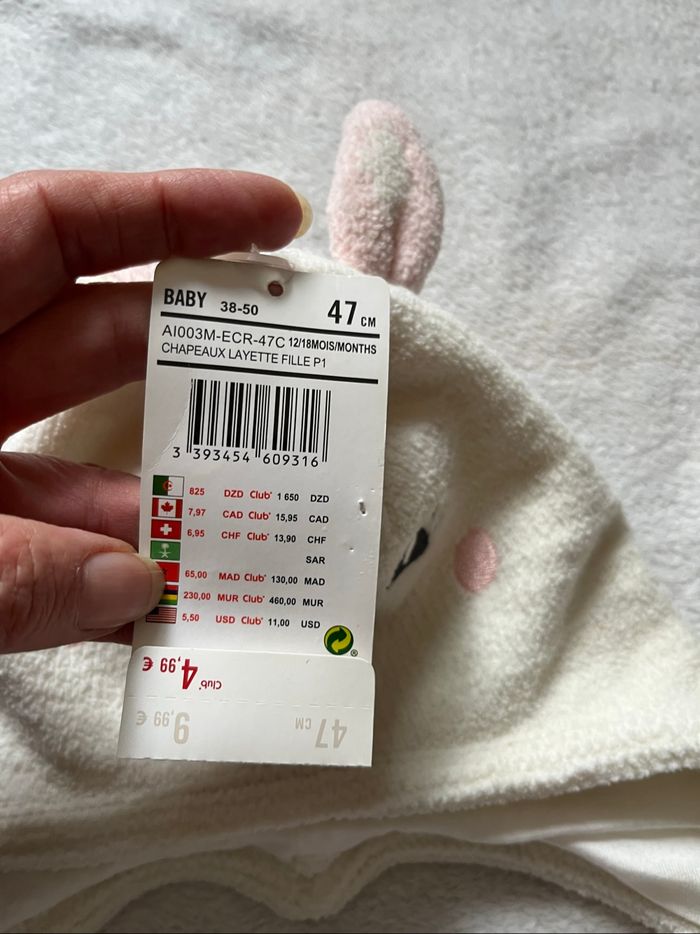 BABY 38-50 47 CM
AI003M-ECR-47C 12/18MOIS/MONTHS
CHAPEAUX LAYETTE FILLE P1
3 393454 609316
825 DZD Club' 1 650 DZD
7,97 CAD Club' 15,95 CAD
6,95 CHF Club' 13,90 CHF
SAR
65,00 MAD Club' 130,00 MAD
230,00 MUR Club' 460,00 MUR
5,50 USD Club' 11,00 USD
®
Club' 4,99 €
47 CM 9,99 €